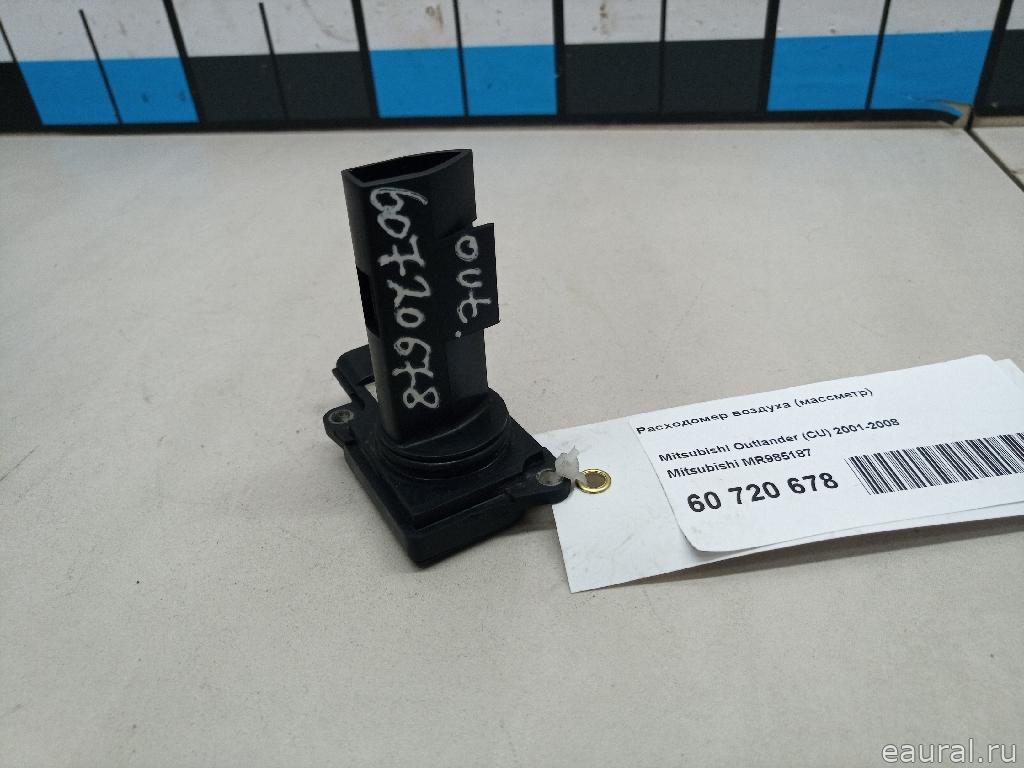 60720678
out.
Расходомер воздуха (массметр)
Mitsubishi Outlander (CU) 2001-2008
Mitsubishi MR985187
60 720 678
eaural.ru